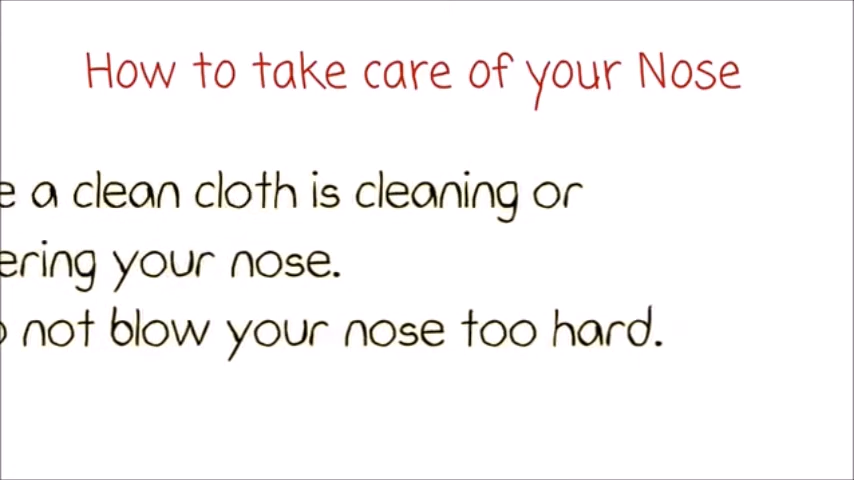 How to take care of your Nose
a clean cloth is cleaning or
your nose.
not blow your nose too hard.